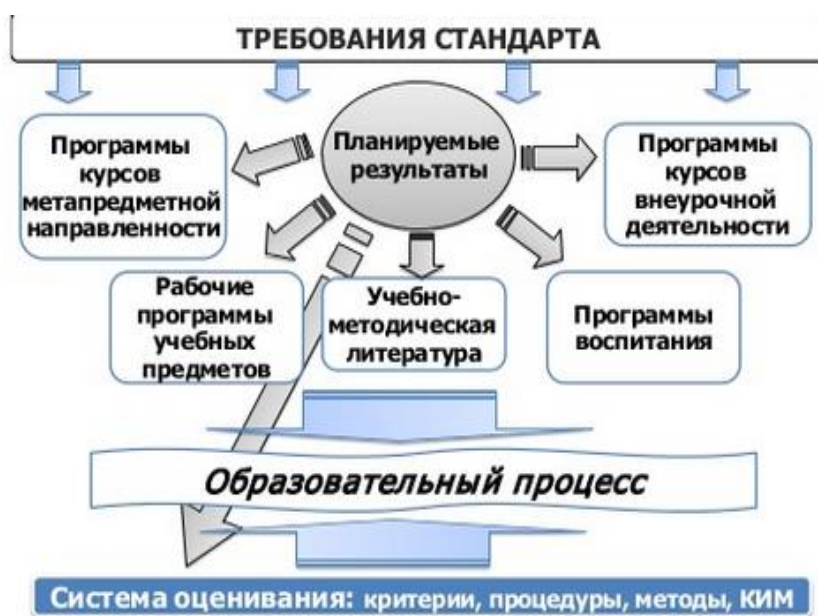 ТРЕБОВАНИЯ СТАНДАРТА
Планируемые
результаты
Программы
курсов
метапредметной
направленности
Программы
курсов
внеурочной
деятельности
Рабочие
программы
учебных
предметов
Учебно-
методическая
литература
Программы
воспитания
Образовательный процесс
Система оценивания: критерии, процедуры, методы, КИМ